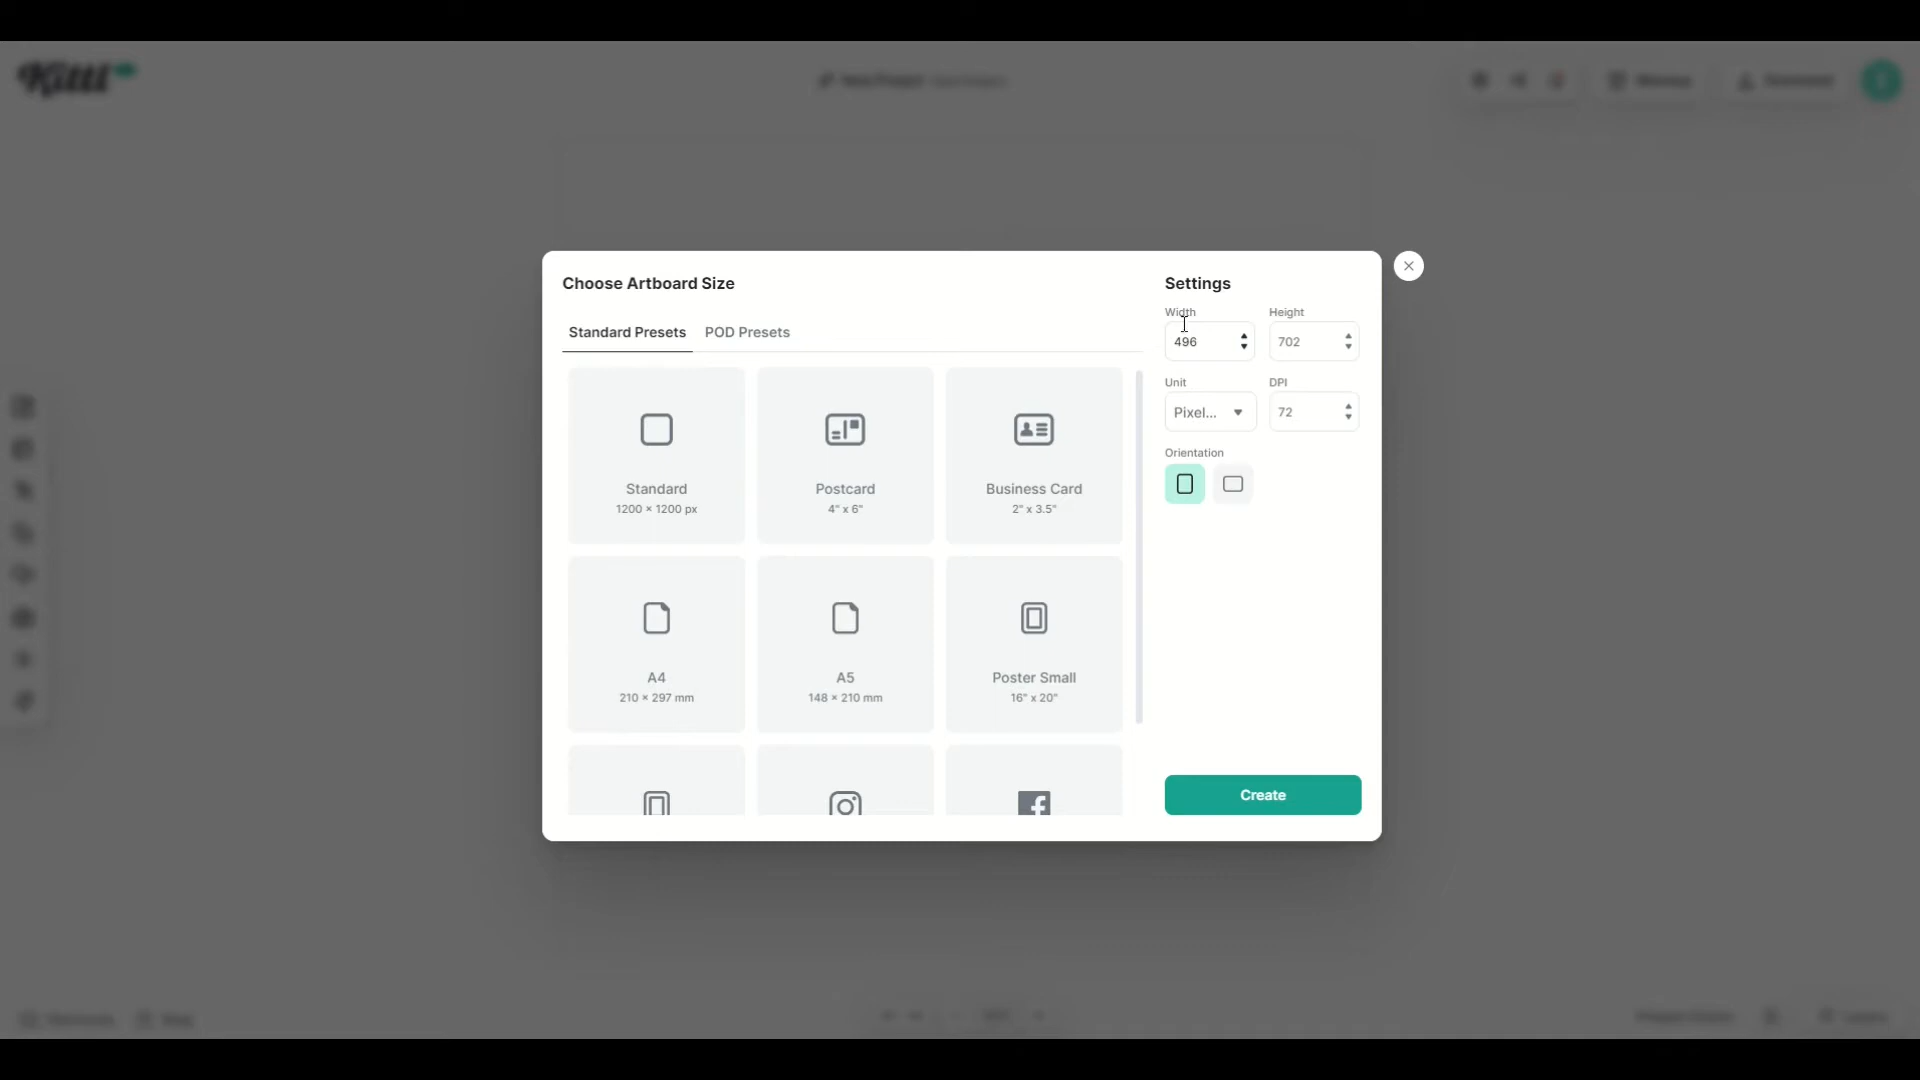 Kittl
Choose Artboard Size
Settings
Standard Presets
POD Presets
Width
Height
496
702
Unit
DPI
Pixel...
72
Orientation
Standard
1200 × 1200 px
Postcard
4" x 6"
Business Card
2" x 3.5"
A4
210 × 297 mm
A5
148 × 210 mm
Poster Small
16" x 20"
Create